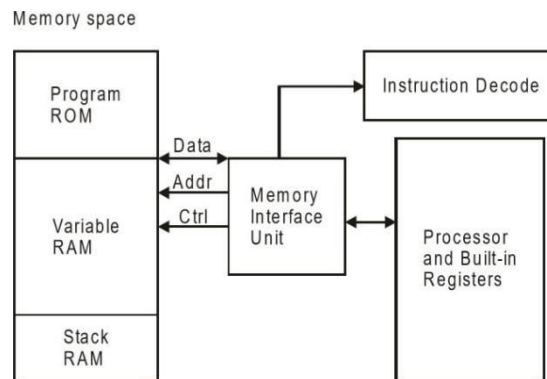 Memory space
Program
ROM
Instruction Decode
Data
Addr
Ctrl
Memory
Interface
Unit
Variable
RAM
Processor
and Built-in
Registers
Stack
RAM